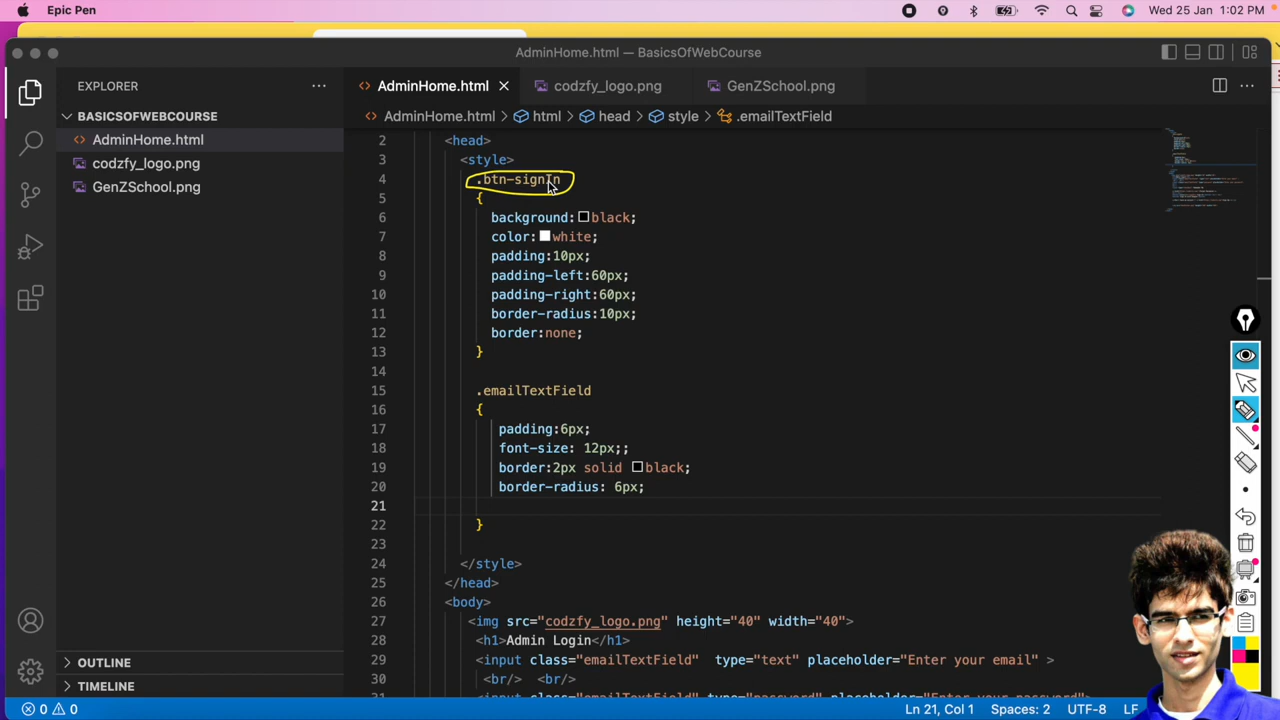 Epic Pen
Wed 25 Jan 1:02 PM
AdminHome.html — BasicsOfWebCourse
EXPLORER
AdminHome.html
codzfy_logo.png
GenZSchool.png
BASICSOFWEBCOURSE
AdminHome.html
codzfy_logo.png
GenZSchool.png
OUTLINE
TIMELINE
AdminHome.html > html > head > style > .emailTextField
2 <head>
3 <style>
4 .btn-signIn
5 {
6 background: black;
7 color: white;
8 padding:10px;
9 padding-left:60px;
10 padding-right:60px;
11 border-radius:10px;
12 border:none;
13 }
14
15 .emailTextField
16 {
17 padding:6px;
18 font-size: 12px;;
19 border:2px solid black;
20 border-radius: 6px;
21
22 }
23
24 </style>
25 </head>
26 <body>
27 <img src="codzfy_logo.png" height="40" width="40">
28 <h1>Admin Login</h1>
29 <input class="emailTextField" type="text" placeholder="Enter your email" >
30 <br/> <br/>
31 <input class="emailTextField" type="password" placeholder="Enter your password">
0 0
Ln 21, Col 1 Spaces: 2 UTF-8 LF